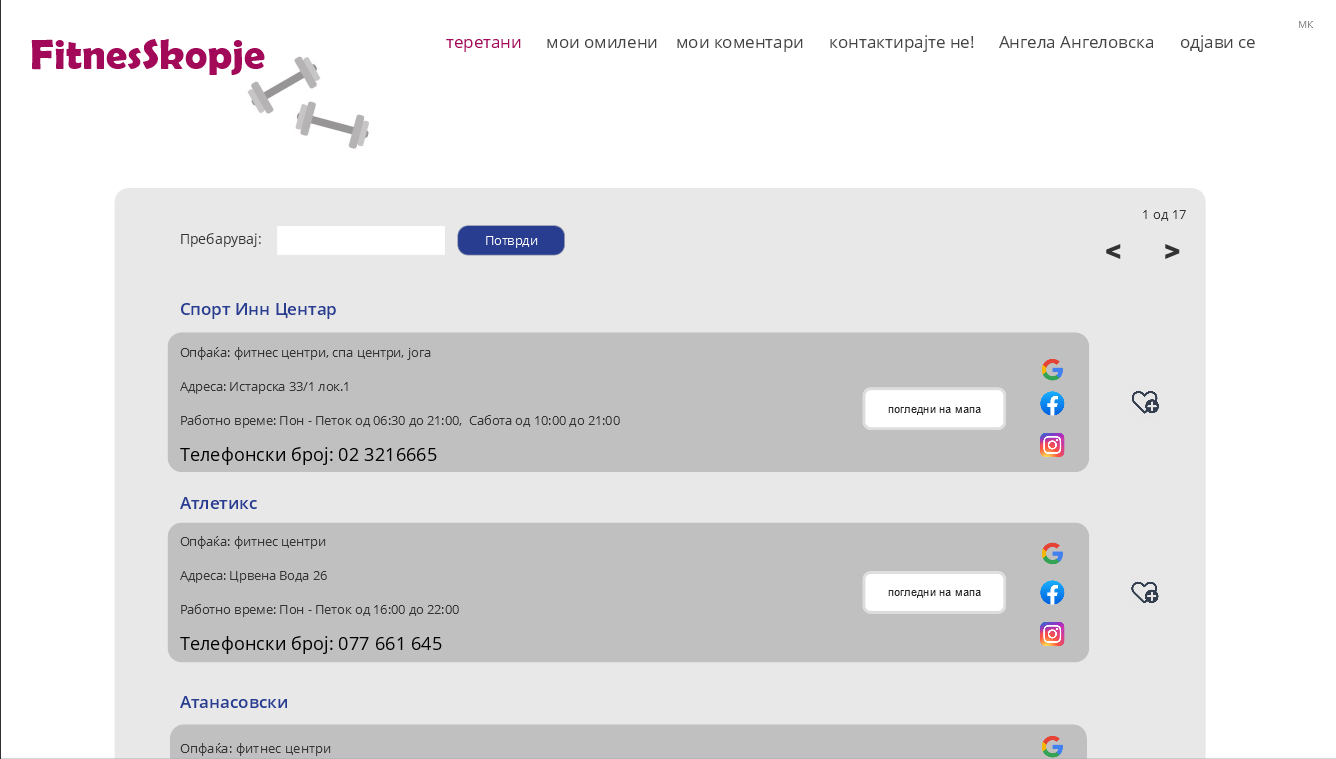 мк
FitnesSkopje
теретани мои омилени мои коментари контактирајте не! Ангела Ангеловска одјави се
1 од 17
Пребарувај: Потврди
< >
Спорт Инн Центар
Опфаќа: фитнес центри, спа центри, јога
Адреса: Истарска 33/1 лок.1
погледни на мапа
Работно време: Пон - Петок од 06:30 до 21:00, Сабота од 10:00 до 21:00
Телефонски број: 02 3216665
Атлетикс
Опфаќа: фитнес центри
Адреса: Црвена Вода 26
погледни на мапа
Работно време: Пон - Петок од 16:00 до 22:00
Телефонски број: 077 661 645
Атанасовски
Опфаќа: фитнес центри